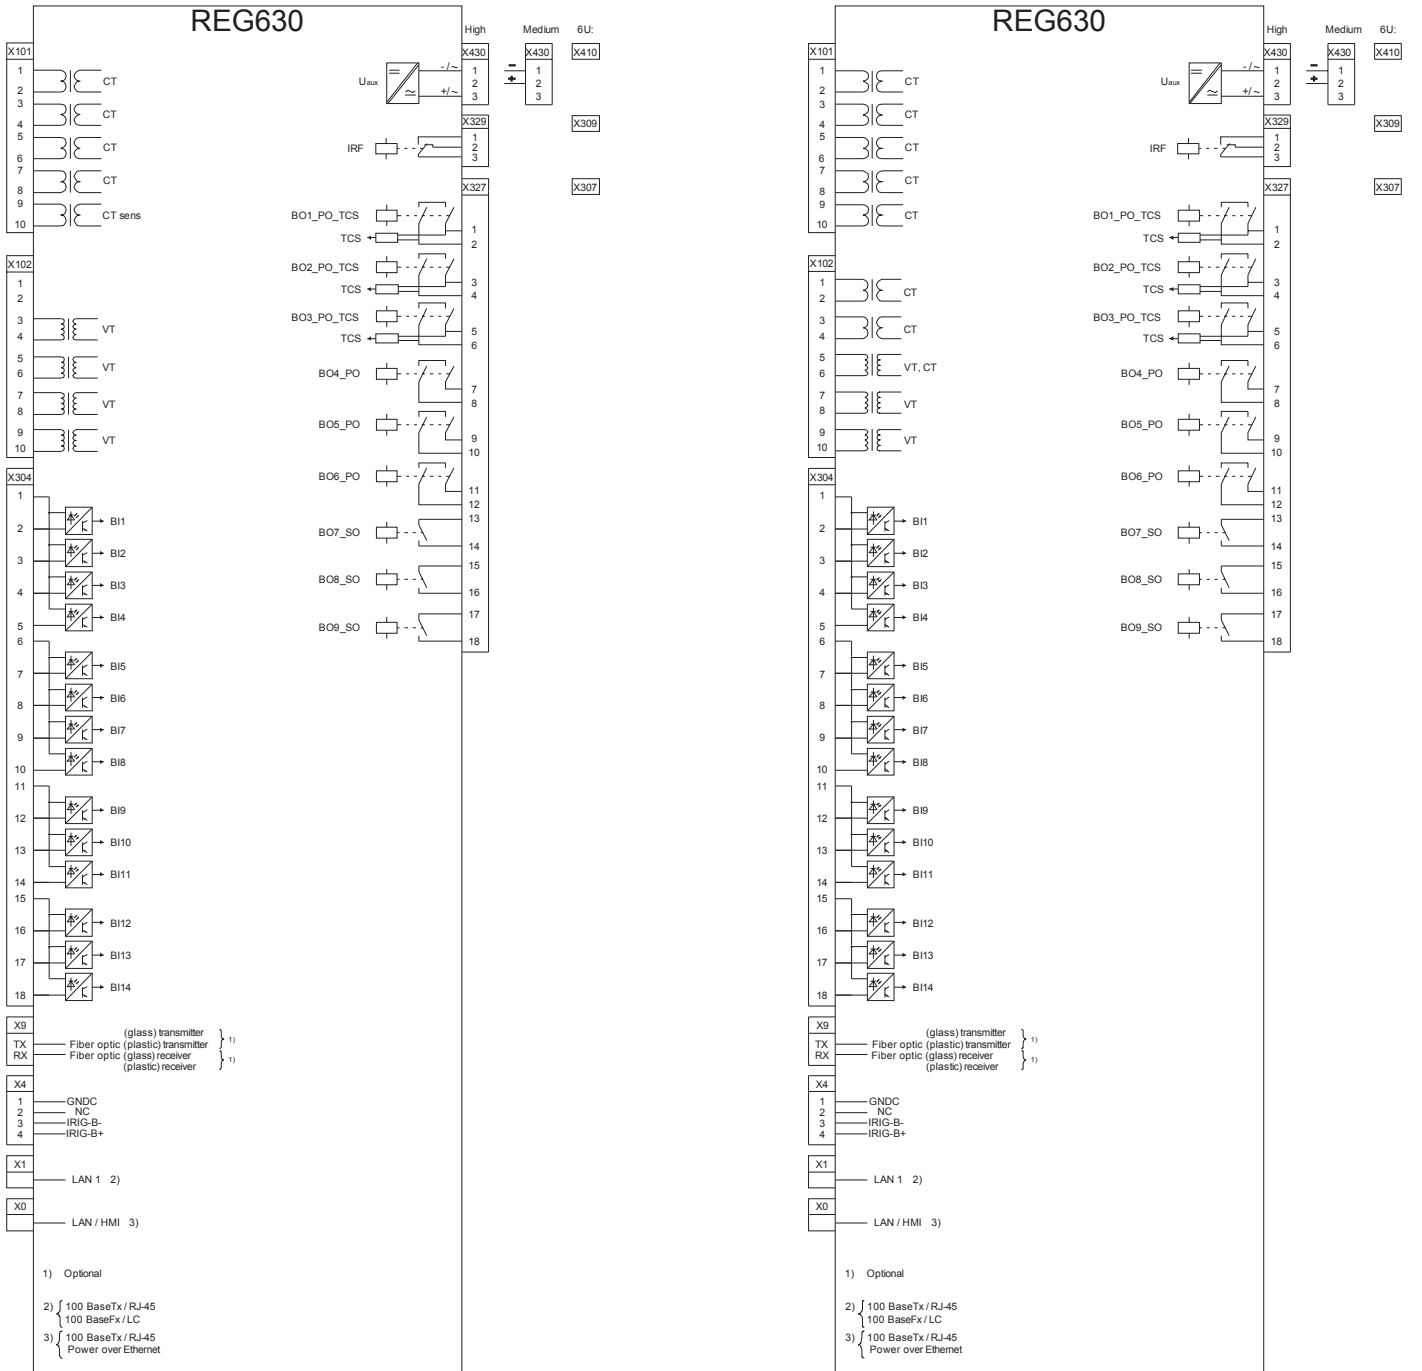 REG630
High
Medium
6U:
X101
1
2
3
4
5
6
7
8
9
10
CT
CT
CT
CT
CT sens
X102
1
2
3
4
5
6
7
8
9
10
VT
VT
VT
VT
X304
1
2
3
4
5
6
7
8
9
10
11
12
13
14
15
16
17
18
BI1
BI2
BI3
BI4
BI5
BI6
BI7
BI8
BI9
BI10
BI11
BI12
BI13
BI14
X9
TX
RX
(glass) transmitter
Fiber optic (plastic) transmitter
1)
Fiber optic (glass) receiver
(plastic) receiver
1)
X4
1 GNDC
2 NC
3 IRIG-B-
4 IRIG-B+
X1
LAN 1 2)
X0
LAN / HMI 3)
1) Optional
2) { 100 BaseTx / RJ-45
100 BaseFx / LC
3) { 100 BaseTx / RJ-45
Power over Ethernet
Uaux
- / ~
+/ ~
X430
1
2
3
- +
X430
1
2
3
X410
IRF
X329
1
2
3
X309
X327
X307
BO1_PO_TCS
TCS
1
2
BO2_PO_TCS
TCS
3
4
BO3_PO_TCS
TCS
5
6
BO4_PO
7
8
BO5_PO
9
10
BO6_PO
11
12
BO7_SO
13
14
BO8_SO
15
16
BO9_SO
17
18
REG630
High
Medium
6U:
X101
1
2
3
4
5
6
7
8
9
10
CT
CT
CT
CT
CT
X102
1
2
3
4
5
6
7
8
9
10
CT
CT
VT, CT
VT
VT
X304
1
2
3
4
5
6
7
8
9
10
11
12
13
14
15
16
17
18
BI1
BI2
BI3
BI4
BI5
BI6
BI7
BI8
BI9
BI10
BI11
BI12
BI13
BI14
X9
TX
RX
(glass) transmitter
Fiber optic (plastic) transmitter
1)
Fiber optic (glass) receiver
(plastic) receiver
1)
X4
1 GNDC
2 NC
3 IRIG-B-
4 IRIG-B+
X1
LAN 1 2)
X0
LAN / HMI 3)
1) Optional
2) { 100 BaseTx / RJ-45
100 BaseFx / LC
3) { 100 BaseTx / RJ-45
Power over Ethernet
Uaux
- / ~
+/ ~
X430
1
2
3
- +
X430
1
2
3
X410
IRF
X329
1
2
3
X309
X327
X307
BO1_PO_TCS
TCS
1
2
BO2_PO_TCS
TCS
3
4
BO3_PO_TCS
TCS
5
6
BO4_PO
7
8
BO5_PO
9
10
BO6_PO
11
12
BO7_SO
13
14
BO8_SO
15
16
BO9_SO
17
18